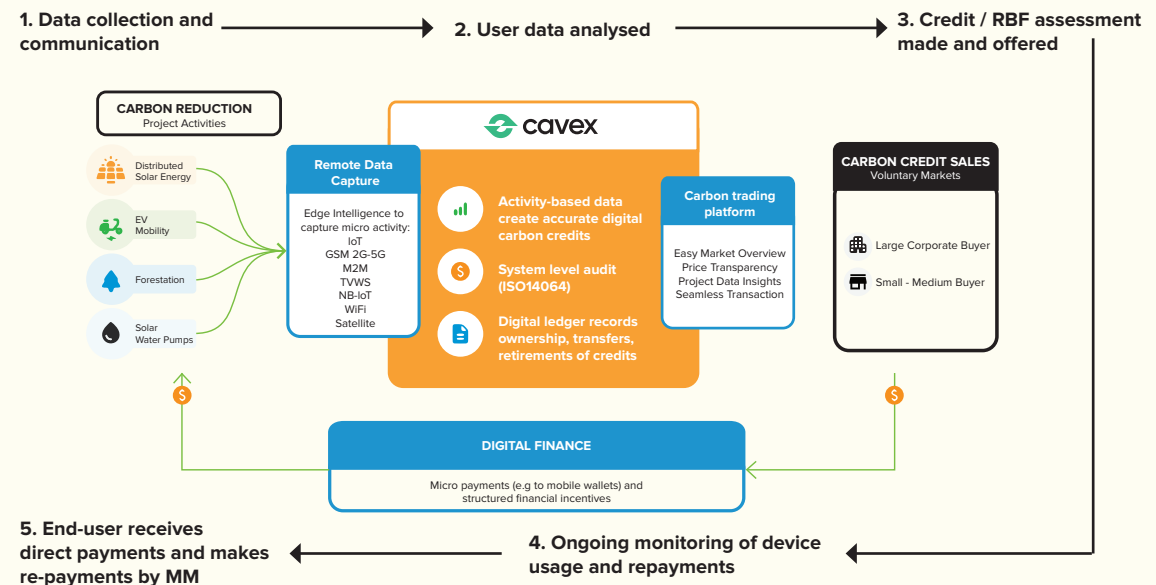 1. Data collection and
communication
2. User data analysed
3. Credit / RBF assessment
made and offered
CARBON REDUCTION
Project Activities
Distributed
Solar Energy
EV
Mobility
Forestation
Solar
Water Pumps
Remote Data
Capture
Edge Intelligence to
capture micro activity:
IoT
GSM 2G-5G
M2M
TVWS
NB-IoT
WiFi
Satellite
cavex
Activity-based data
create accurate digital
carbon credits
$
System level audit
(ISO14064)
Digital ledger records
ownership, transfers,
retirements of credits
Carbon trading
platform
Easy Market Overview
Price Transparency
Project Data Insights
Seamless Transaction
CARBON CREDIT SALES
Voluntary Markets
Large Corporate Buyer
Small - Medium Buyer
$
$
DIGITAL FINANCE
Micro payments (e.g to mobile wallets) and
structured financial incentives
4. Ongoing monitoring of device
usage and repayments
5. End-user receives
direct payments and makes
re-payments by MM